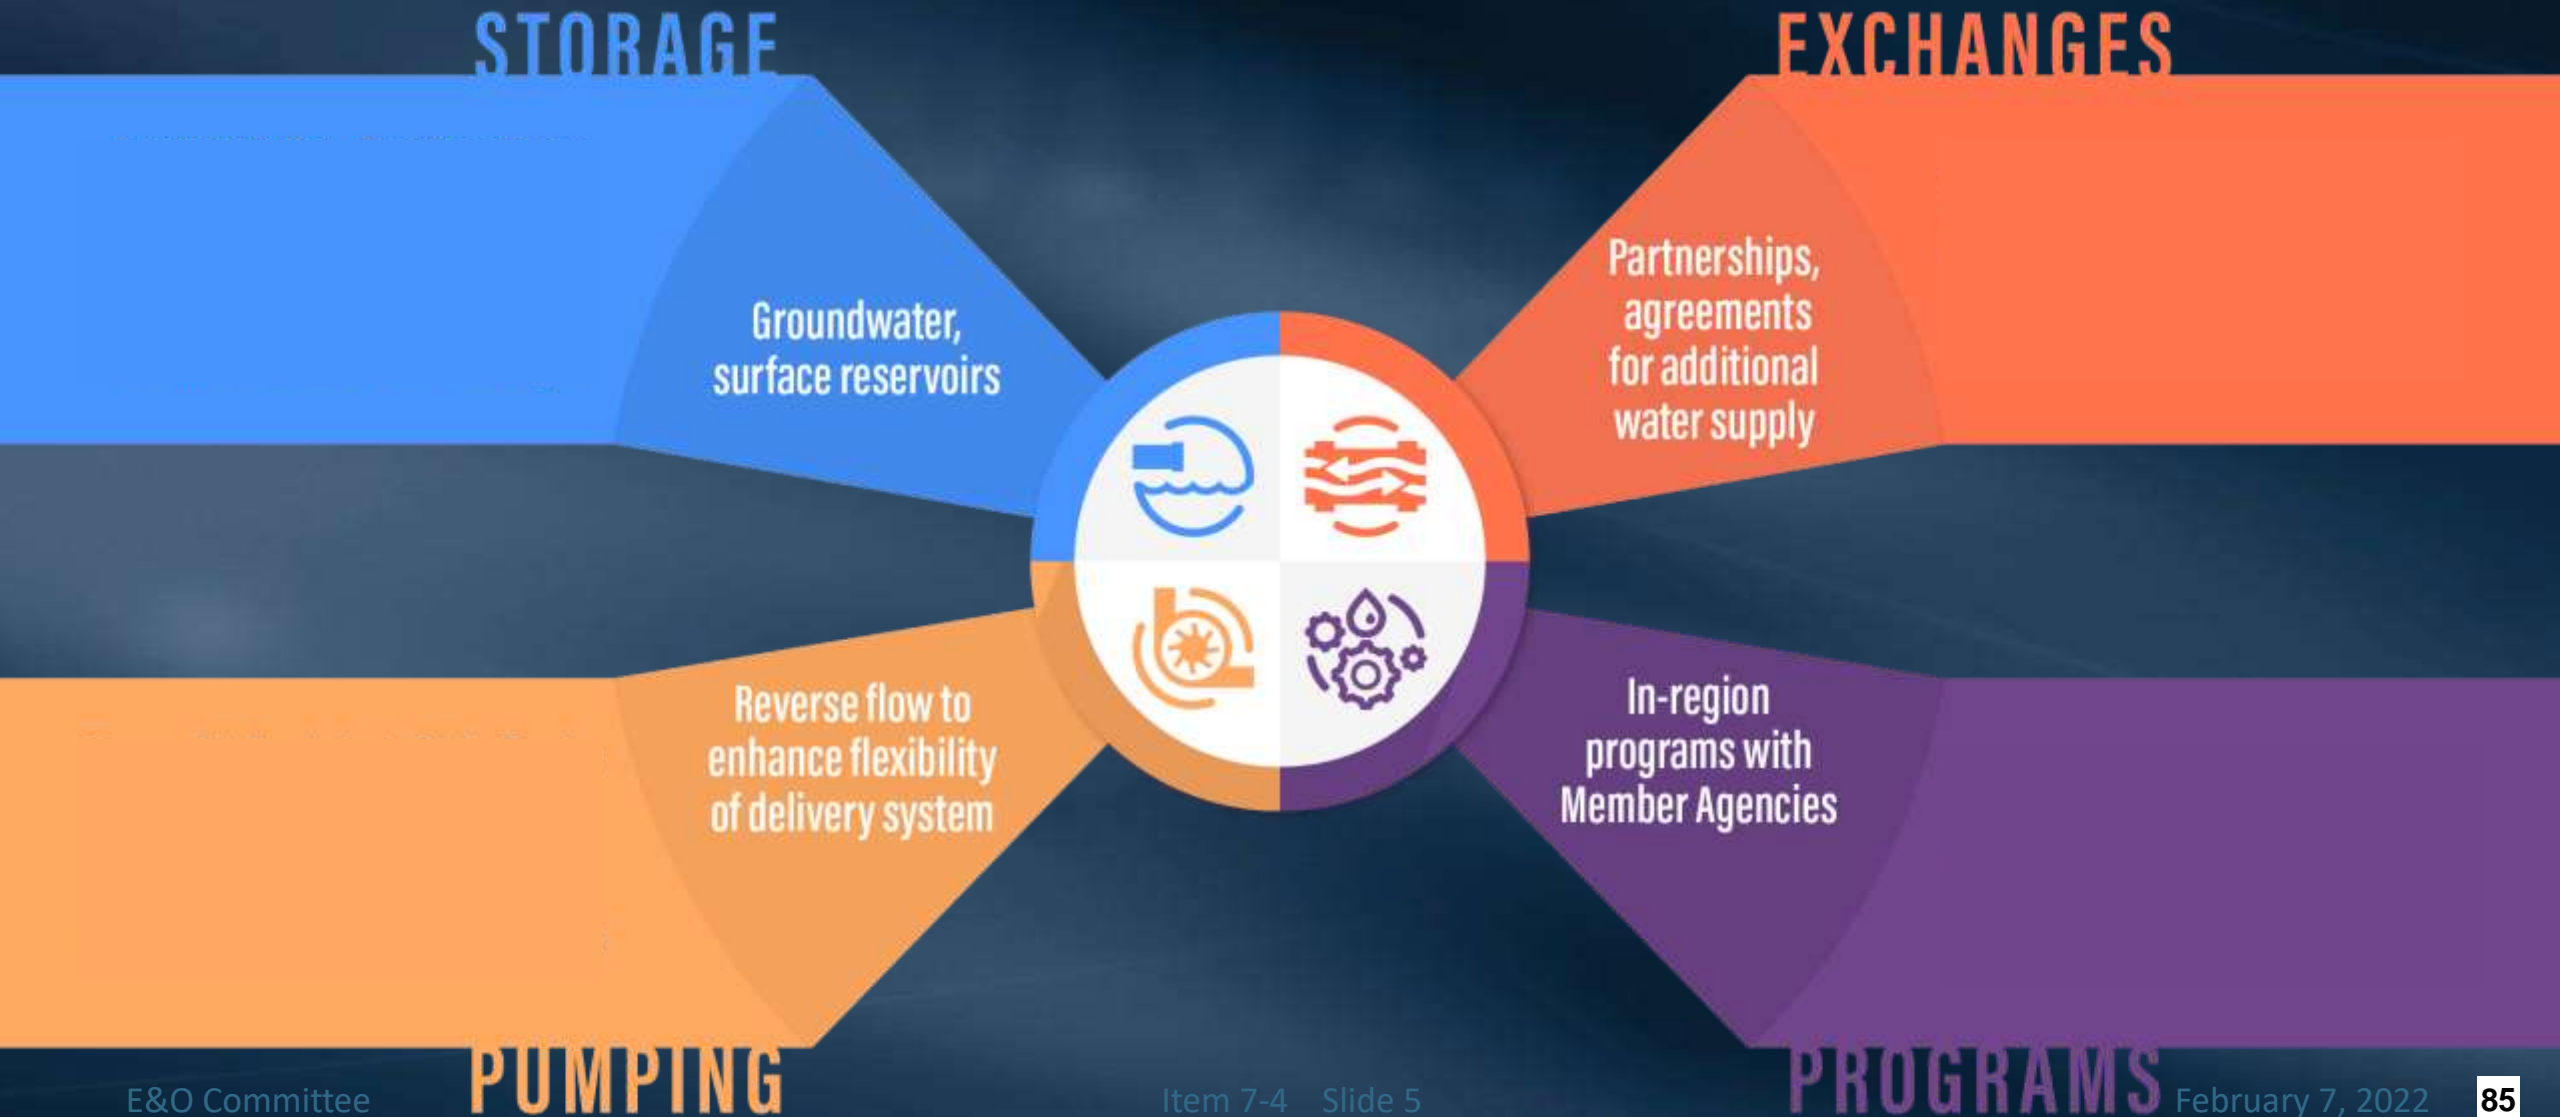 STORAGE
EXCHANGES
Groundwater,
surface reservoirs
Partnerships,
agreements
for additional
water supply
Reverse flow to
enhance flexibility
of delivery system
In-region
programs with
Member Agencies
PUMPING
PROGRAMS
E&O Committee
Item 7-4 Slide 5
February 7, 2022
85